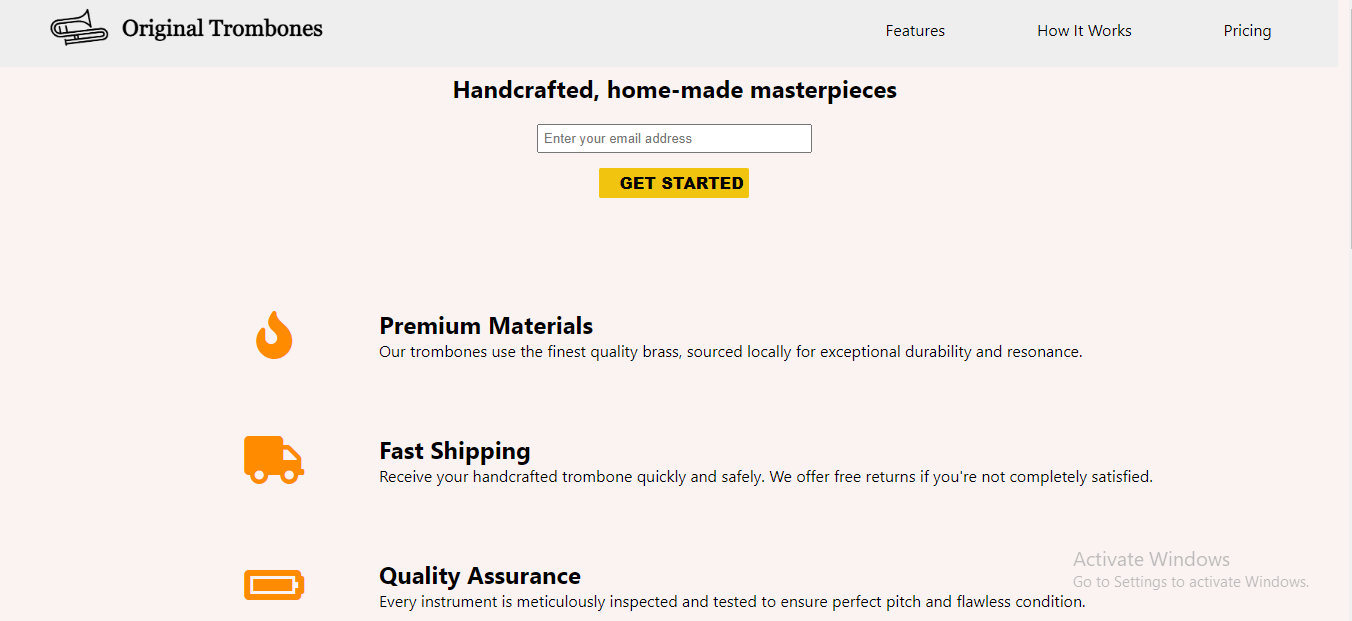 Original Trombones
Features
How It Works
Pricing
Handcrafted, home-made masterpieces
Enter your email address
GET STARTED
Premium Materials
Our trombones use the finest quality brass, sourced locally for exceptional durability and resonance.
Fast Shipping
Receive your handcrafted trombone quickly and safely. We offer free returns if you're not completely satisfied.
Quality Assurance
Every instrument is meticulously inspected and tested to ensure perfect pitch and flawless condition.
Activate Windows
Go to Settings to activate Windows.